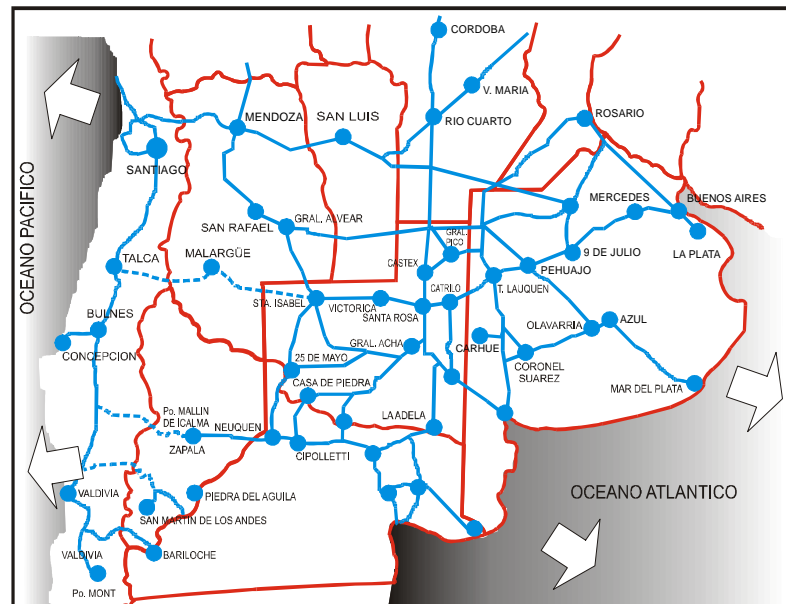 CORDOBA
V. MARIA
MENDOZA
SAN LUIS
RIO CUARTO
ROSARIO
SANTIAGO
OCEANO PACIFICO
MERCEDES
BUENOS AIRES
SAN RAFAEL
GRAL. ALVEAR
GRAL.
PICO
LA PLATA
TALCA
MALARGÜE
CASTEX
9 DE JULIO
PEHUAJO
CATRILO
T. LAUQUEN
STA. ISABEL
VICTORICA
SANTA ROSA
BULNES
OLAVARRIA
AZUL
CONCEPCION
25 DE MAYO
GRAL. ACHA
CARHUE
CORONEL
SUAREZ
CASA DE PIEDRA
MAR DEL PLATA
Po. MALLIN
DE ICALMA
NEUQUEN
LA ADELA
ZAPALA
CIPOLLETTI
VALDIVIA
PIEDRA DEL AGUILA
OCEANO ATLANTICO
SAN MARTIN DE LOS ANDES
VALDIVIA
BARILOCHE
Po. MONT